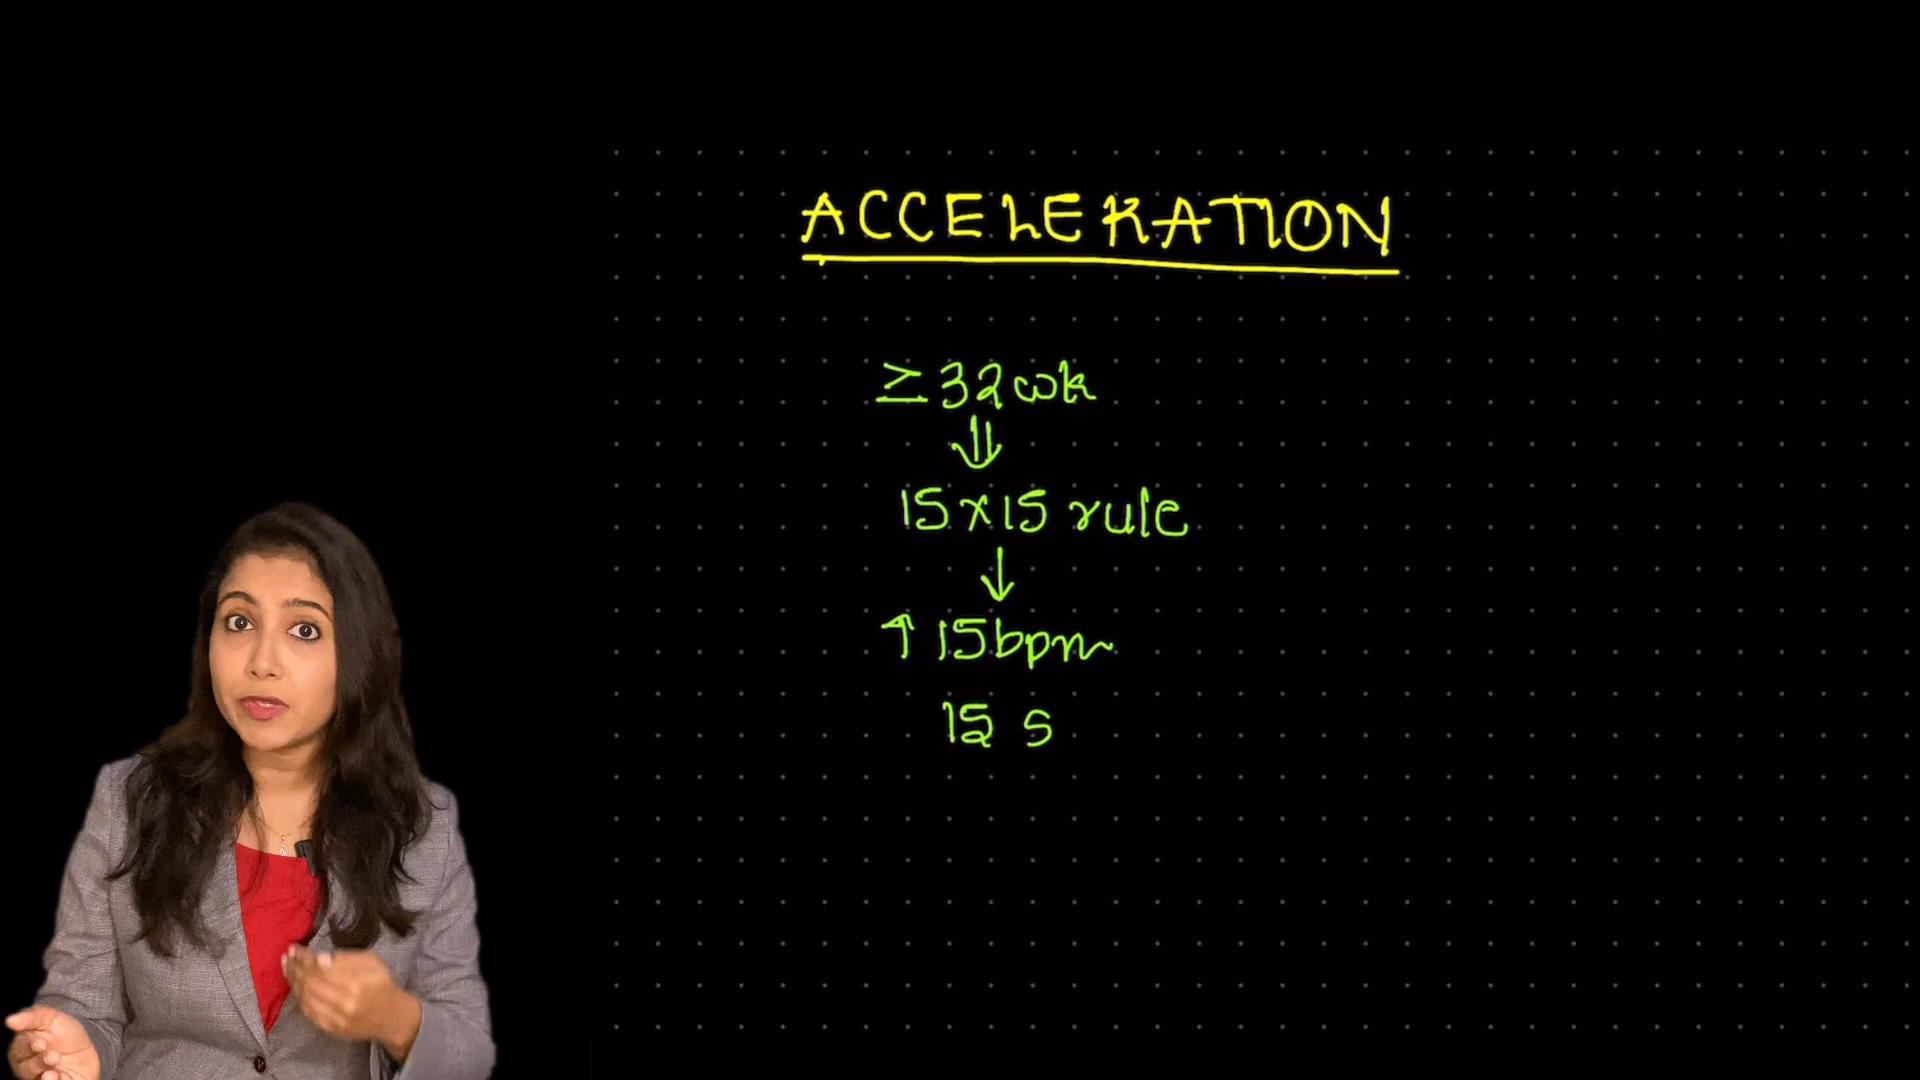 ACCELERATION
≥ 32 wk
⇓
15 x 15 rule
↓
↑ 15 bpm
15 s